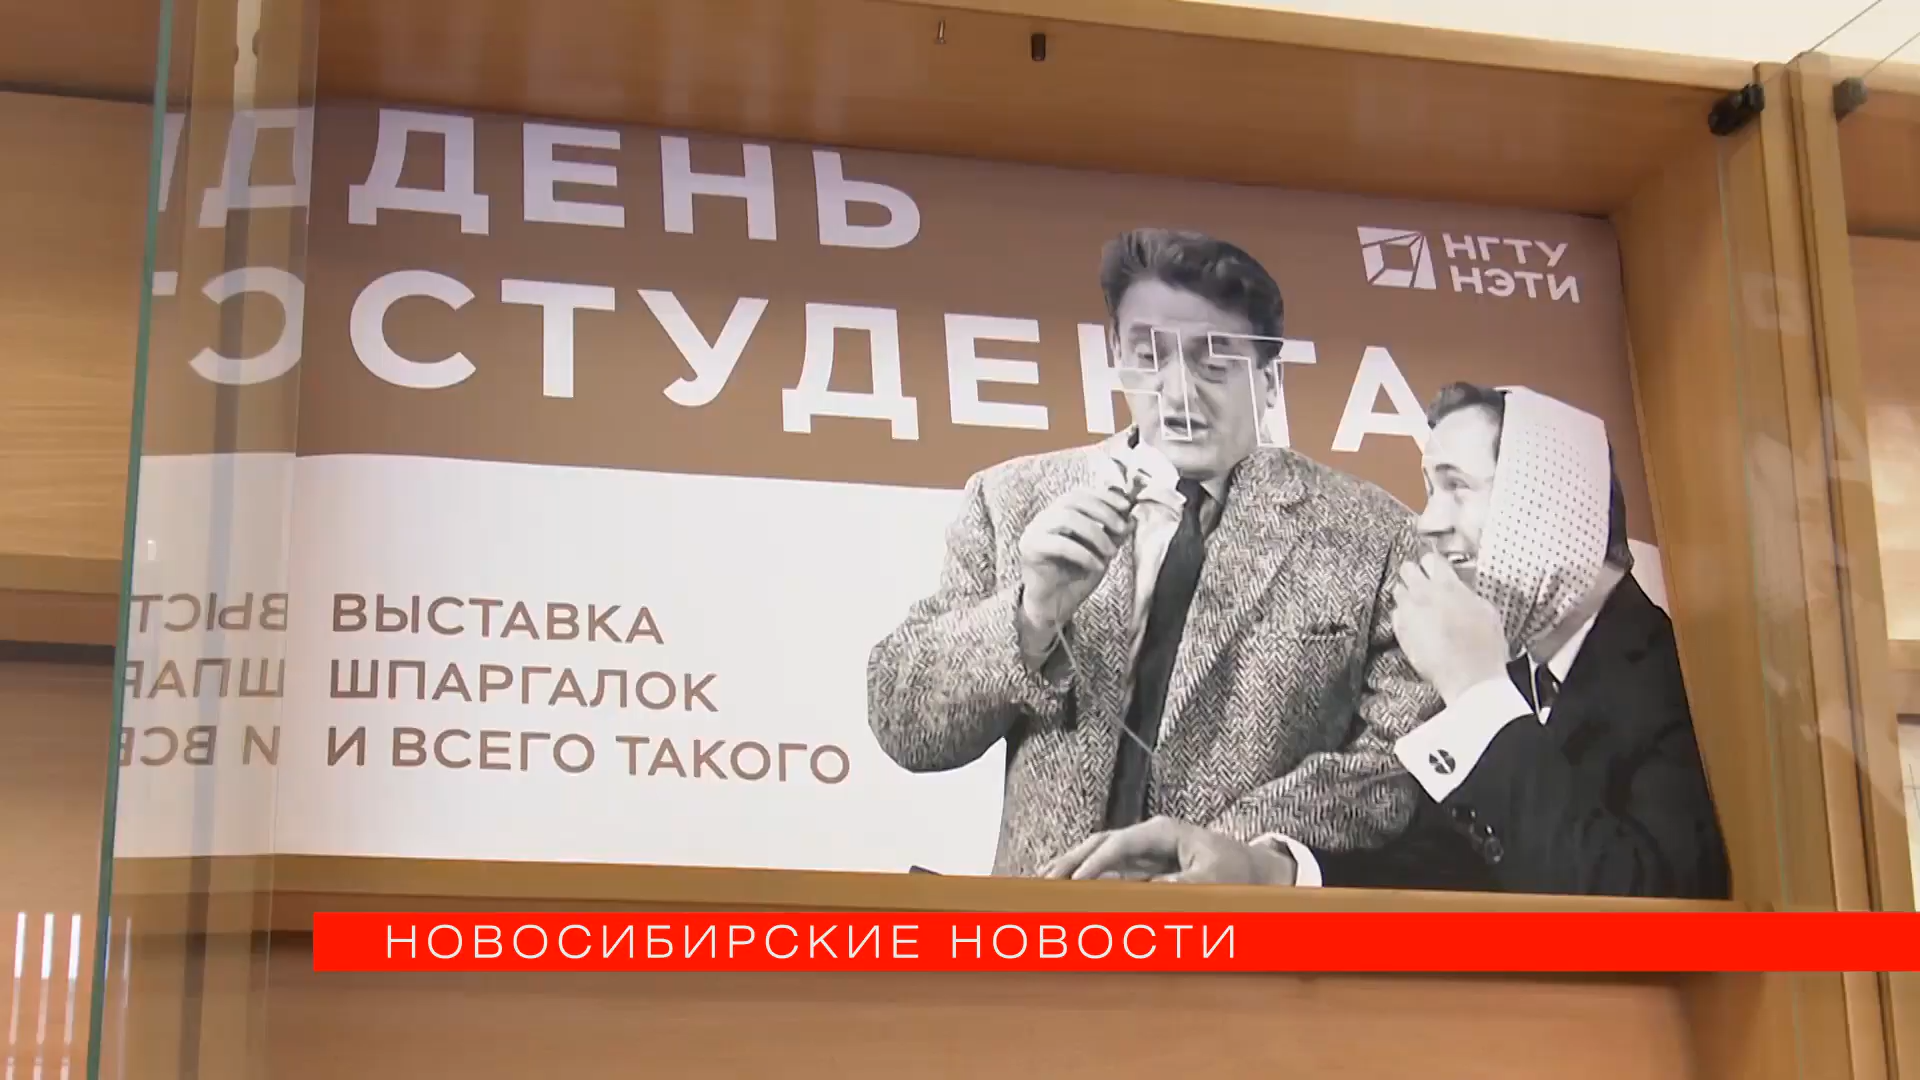 ДЕНЬ
СТУДЕНТА
НГТУ
НЭТИ
ВЫСТАВКА
ШПАРГАЛОК
И ВСЕГО ТАКОГО
НОВОСИБИРСКИЕ НОВОСТИ